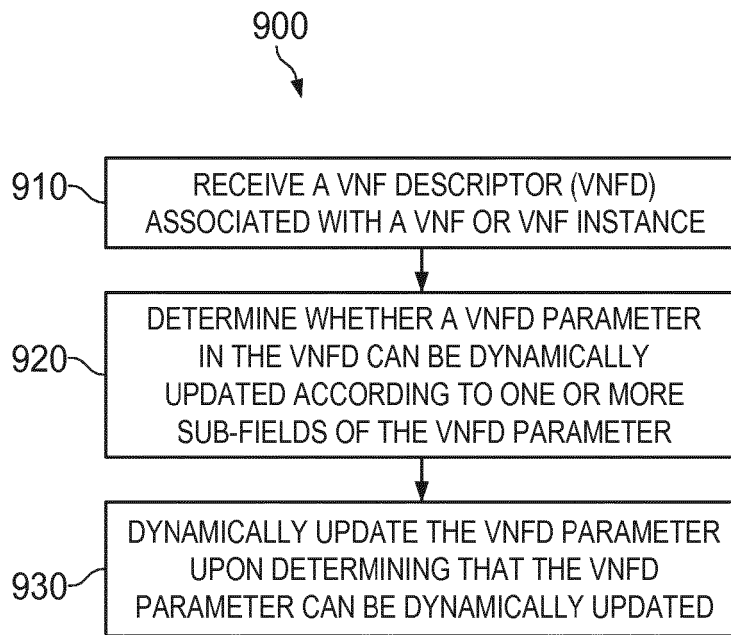 900
910
RECEIVE A VNF DESCRIPTOR (VNFD)
ASSOCIATED WITH A VNF OR VNF INSTANCE
920
DETERMINE WHETHER A VNFD PARAMETER
IN THE VNFD CAN BE DYNAMICALLY
UPDATED ACCORDING TO ONE OR MORE
SUB-FIELDS OF THE VNFD PARAMETER
930
DYNAMICALLY UPDATE THE VNFD PARAMETER
UPON DETERMINING THAT THE VNFD
PARAMETER CAN BE DYNAMICALLY UPDATED